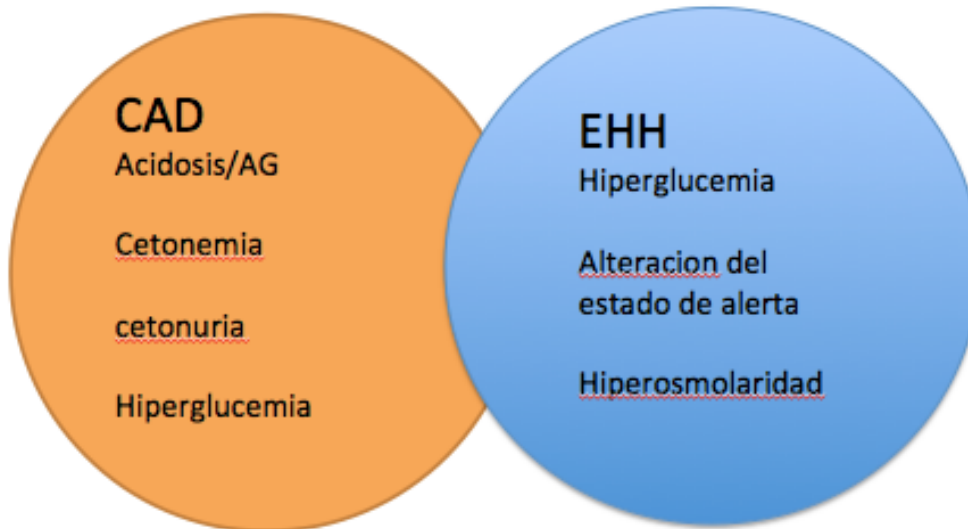 CAD
Acidosis/AG
Cetonemia
cetonuria
Hiperglucemia
EHH
Hiperglucemia
Alteracion del
estado de alerta
Hiperosmolaridad